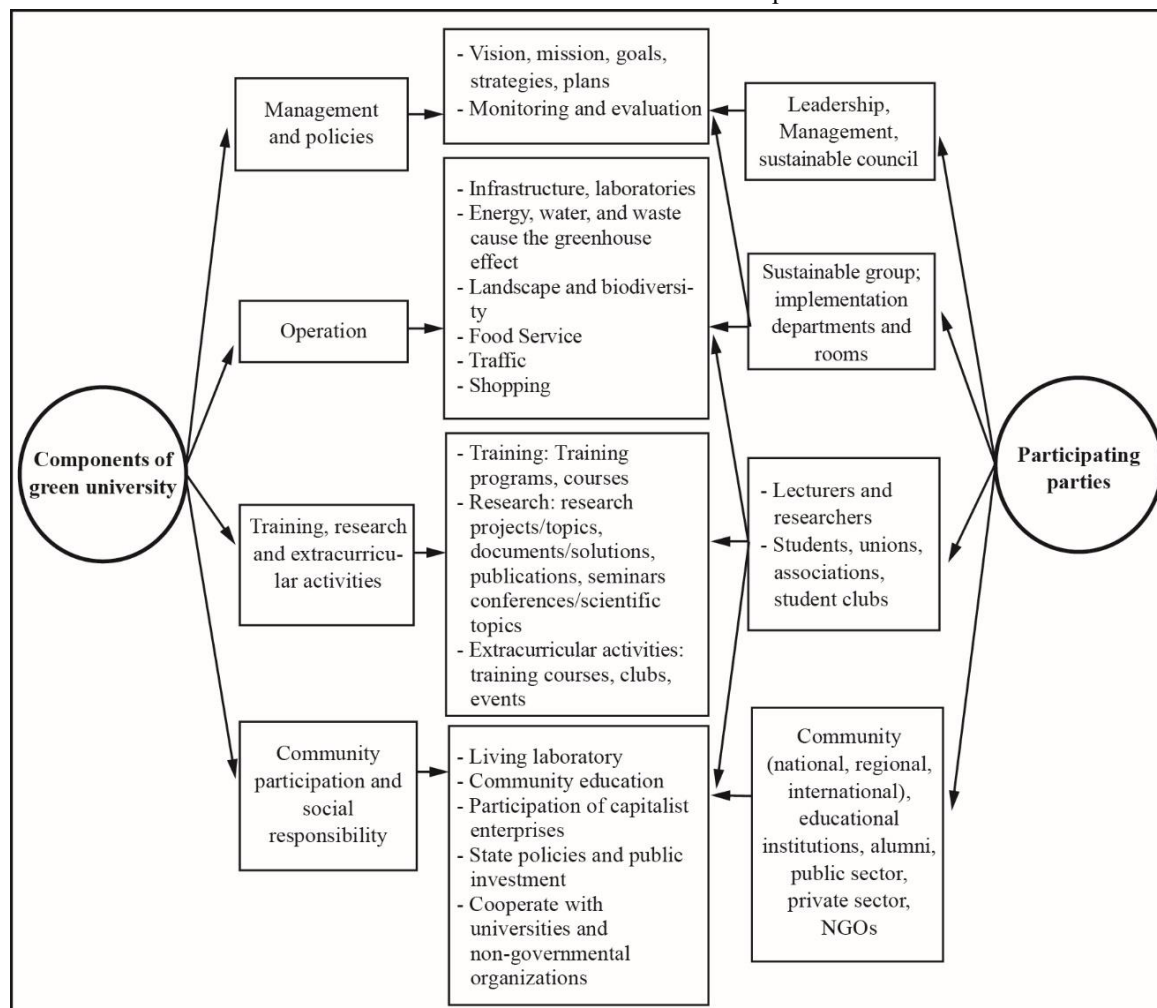 Components of
green university
Management
and policies
Operation
Training, research
and extracurricu-
lar activities
Community
participation and
social
responsibility
- Vision, mission, goals,
strategies, plans
- Monitoring and evaluation
- Infrastructure, laboratories
- Energy, water, and waste
cause the greenhouse
effect
- Landscape and biodiversi-
ty
- Food Service
- Traffic
- Shopping
- Training: Training
programs, courses
- Research: research
projects/topics,
documents/solutions,
publications, seminars
conferences/scientific
topics
- Extracurricular activities:
training courses, clubs,
events
- Living laboratory
- Community education
- Participation of capitalist
enterprises
- State policies and public
investment
- Cooperate with
universities and
non-governmental
organizations
Leadership,
Management,
sustainable council
Sustainable group;
implementation
departments and
rooms
- Lecturers and
researchers
- Students, unions,
associations,
student clubs
Community
(national, regional,
international),
educational
institutions, alumni,
public sector,
private sector,
NGOs
Participating
parties